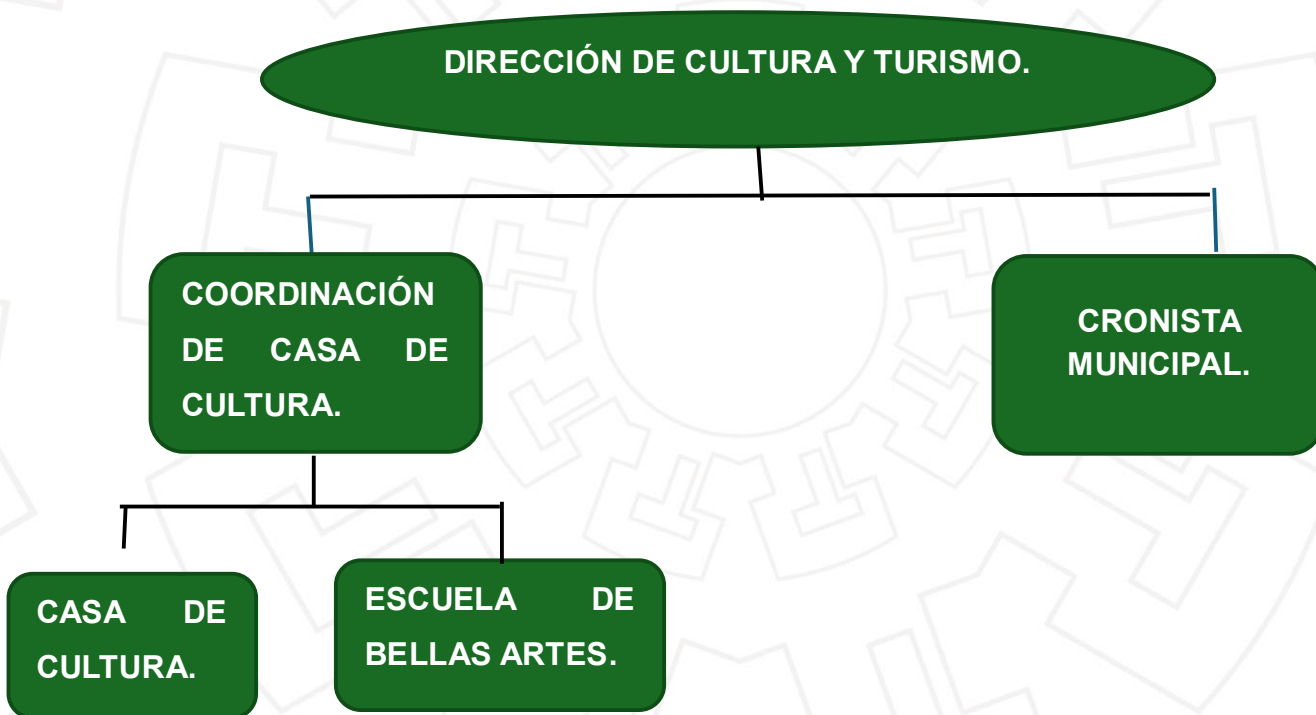 DIRECCIÓN DE CULTURA Y TURISMO.
COORDINACIÓN
DE CASA DE
CULTURA.
CRONISTA
MUNICIPAL.
CASA DE
CULTURA.
ESCUELA DE
BELLAS ARTES.